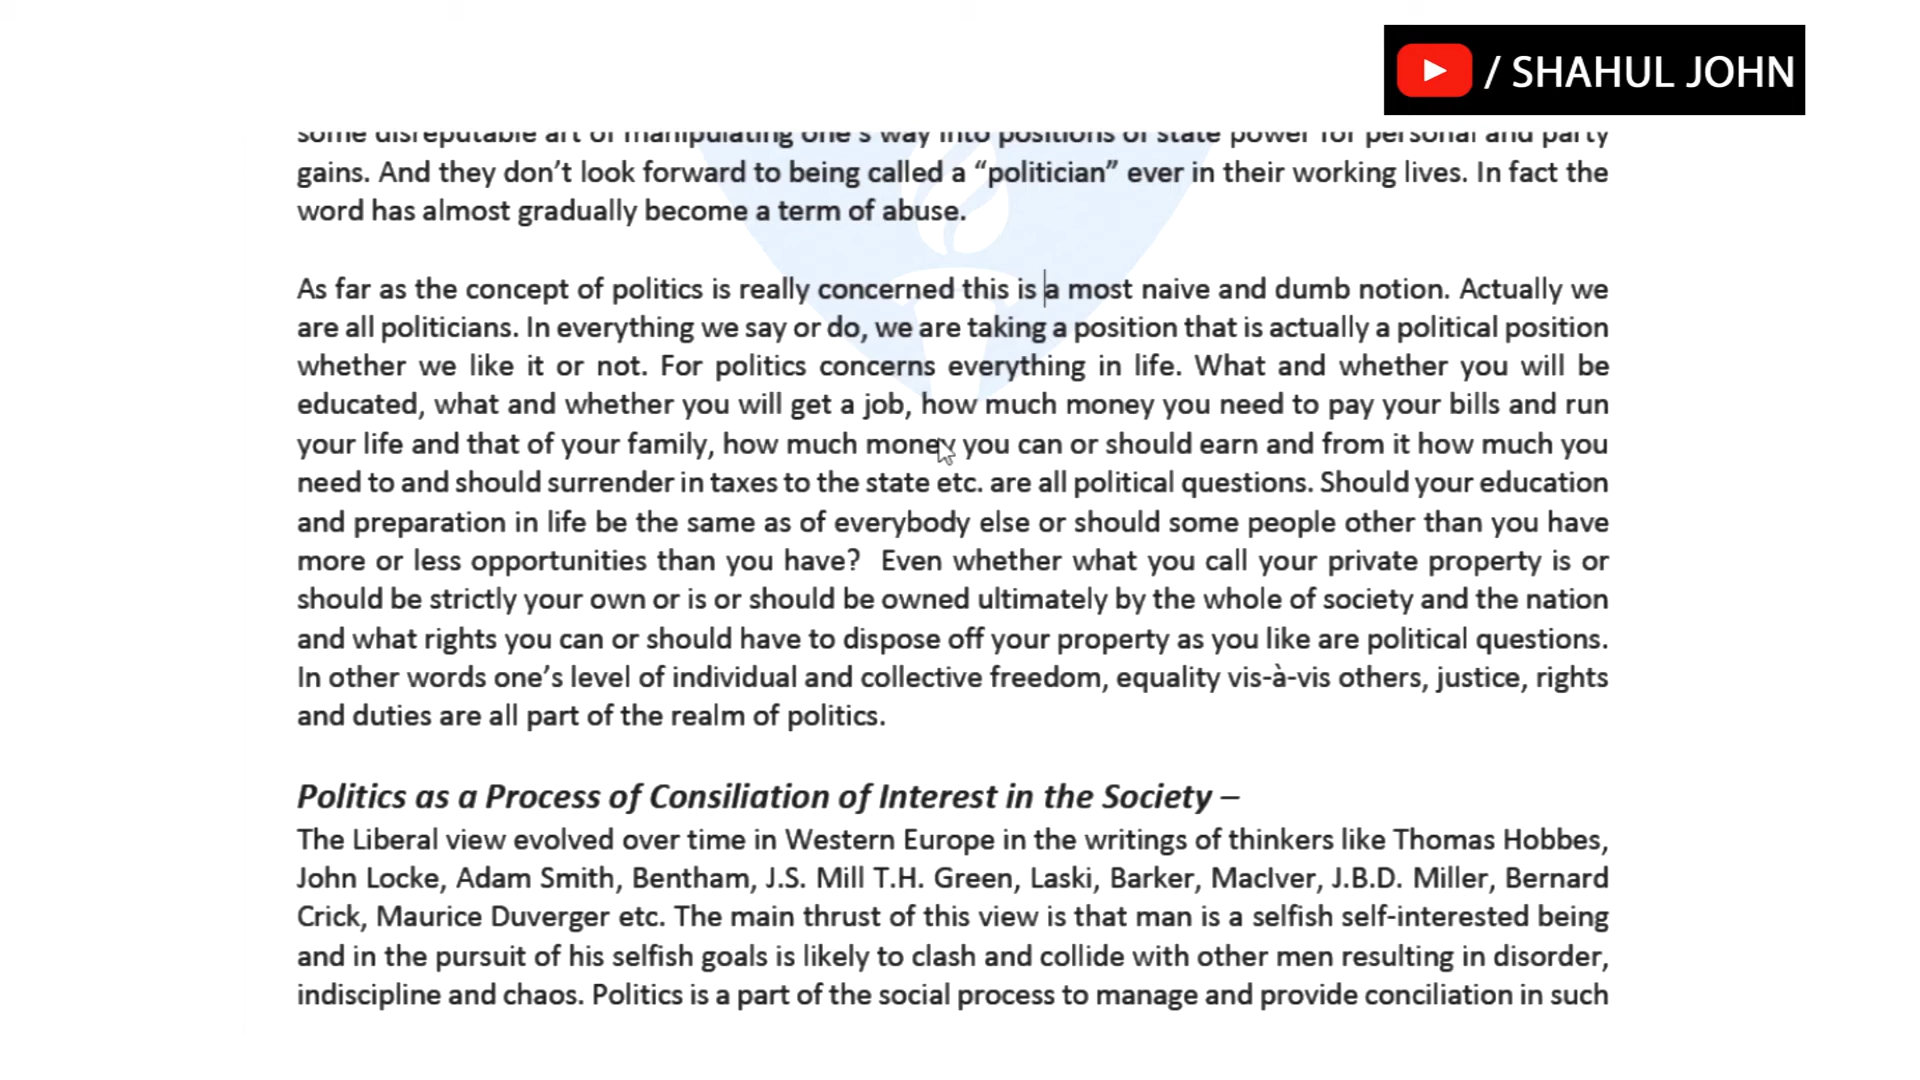 / SHAHUL JOHN
some disreputable art of manipulating one's way into positions of state power for personal and party
gains. And they don't look forward to being called a “politician” ever in their working lives. In fact the
word has almost gradually become a term of abuse.
As far as the concept of politics is really concerned this is a most naive and dumb notion. Actually we
are all politicians. In everything we say or do, we are taking a position that is actually a political position
whether we like it or not. For politics concerns everything in life. What and whether you will be
educated, what and whether you will get a job, how much money you need to pay your bills and run
your life and that of your family, how much money you can or should earn and from it how much you
need to and should surrender in taxes to the state etc. are all political questions. Should your education
and preparation in life be the same as of everybody else or should some people other than you have
more or less opportunities than you have?  Even whether what you call your private property is or
should be strictly your own or is or should be owned ultimately by the whole of society and the nation
and what rights you can or should have to dispose off your property as you like are political questions.
In other words one’s level of individual and collective freedom, equality vis-à-vis others, justice, rights
and duties are all part of the realm of politics.
Politics as a Process of Consiliation of Interest in the Society –
The Liberal view evolved over time in Western Europe in the writings of thinkers like Thomas Hobbes,
John Locke, Adam Smith, Bentham, J.S. Mill T.H. Green, Laski, Barker, MacIver, J.B.D. Miller, Bernard
Crick, Maurice Duverger etc. The main thrust of this view is that man is a selfish self-interested being
and in the pursuit of his selfish goals is likely to clash and collide with other men resulting in disorder,
indiscipline and chaos. Politics is a part of the social process to manage and provide conciliation in such